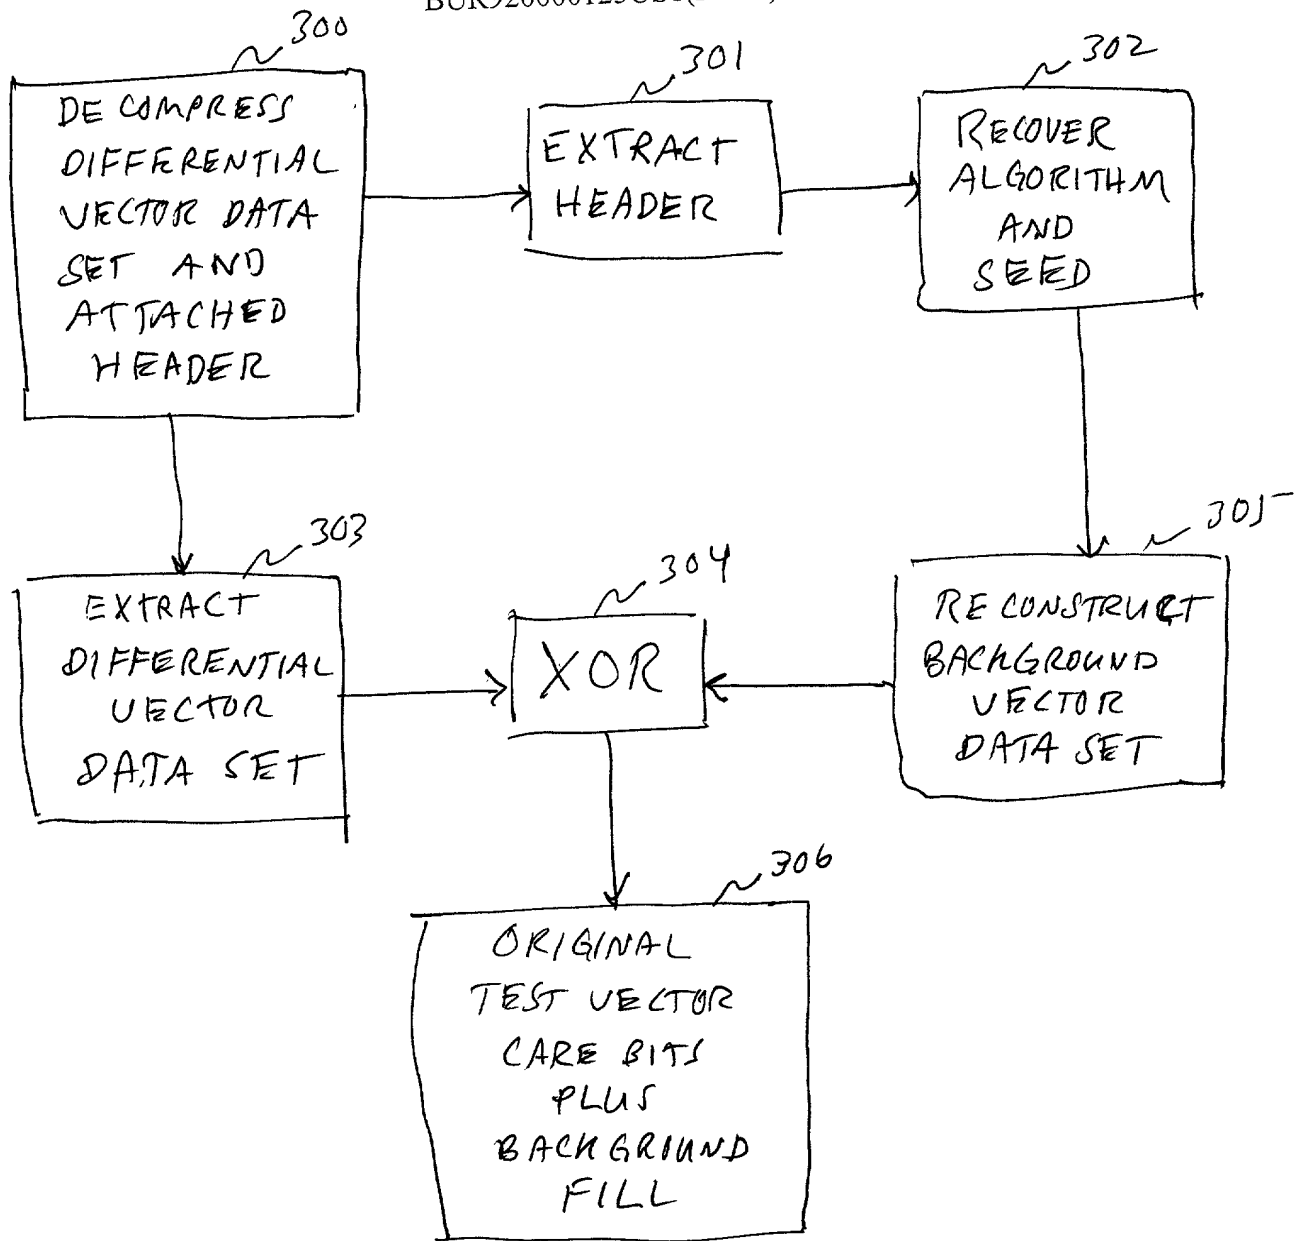 300
DECOMPRESS
DIFFERENTIAL
VECTOR DATA
SET AND
ATTACHED
HEADER
301
EXTRACT
HEADER
302
RECOVER
ALGORITHM
AND
SEED
303
EXTRACT
DIFFERENTIAL
VECTOR
DATA SET
304
XOR
305
RECONSTRUCT
BACKGROUND
VECTOR
DATA SET
306
ORIGINAL
TEST VECTOR
CARE BITS
PLUS
BACKGROUND
FILL